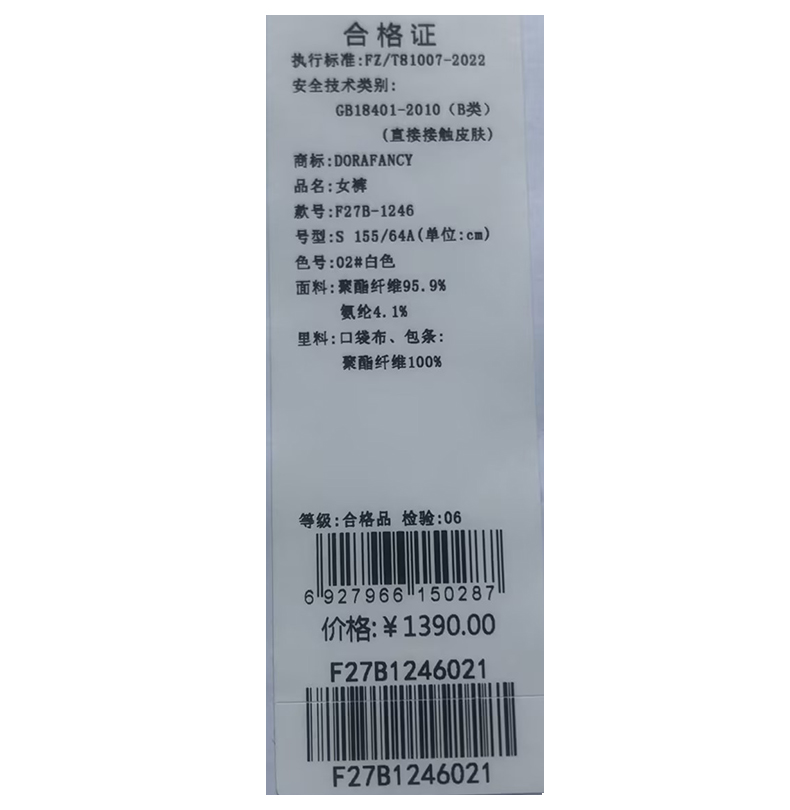 合格证
执行标准:FZ/T81007-2022
安全技术类别:
GB18401-2010（B类）
(直接接触皮肤)
商标:DORAFANCY
品名:女裤
款号:F27B-1246
号型:S 155/64A(单位:cm)
色号:02#白色
面料:聚酯纤维95.9%
氨纶4.1%
里料:口袋布、包条:
聚酯纤维100%
等级:合格品 检验:06
6 927966 150287
价格:￥1390.00
F27B1246021
F27B1246021